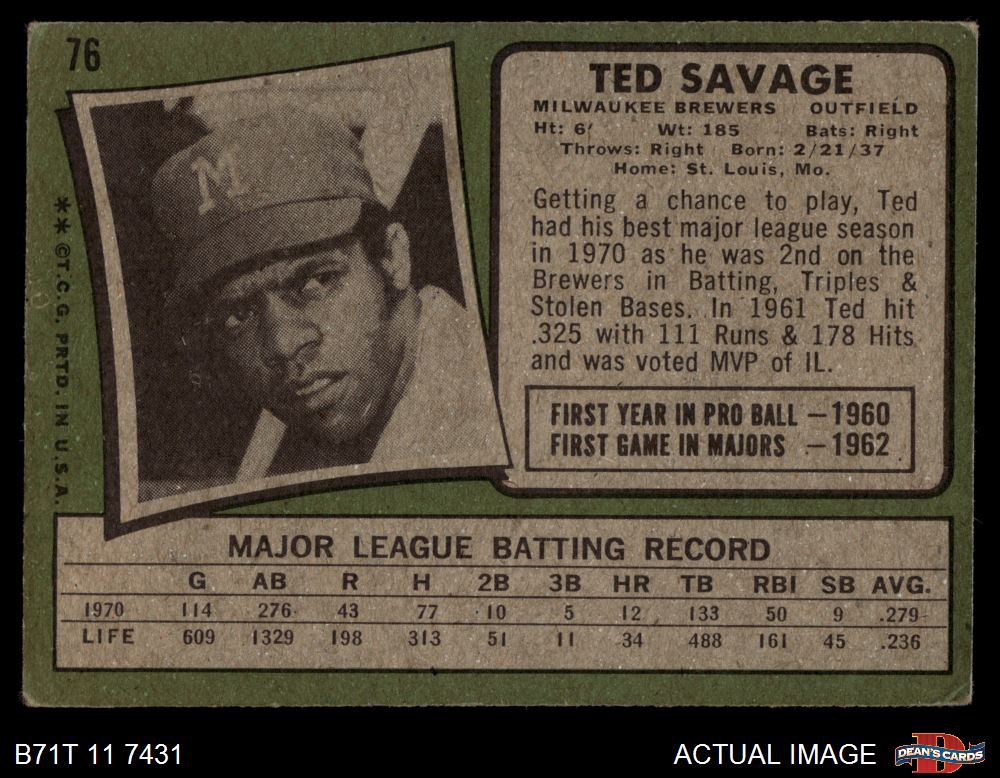 76
M
** ©T.C.G. PRTD. IN U.S.A.
TED SAVAGE
MILWAUKEE BREWERS OUTFIELD
Ht: 6' Wt: 185 Bats: Right
Throws: Right Born: 2/21/37
Home: St. Louis, Mo.
Getting a chance to play, Ted
had his best major league season
in 1970 as he was 2nd on the
Brewers in Batting, Triples &
Stolen Bases. In 1961 Ted hit
.325 with 111 Runs & 178 Hits
and was voted MVP of IL.
FIRST YEAR IN PRO BALL —1960
FIRST GAME IN MAJORS —1962
MAJOR LEAGUE BATTING RECORD
G AB R H 2B 3B HR TB RBI SB AVG.
1970 114 276 43 77 10 5 12 133 50 9 .279
LIFE 609 1329 198 313 51 11 34 488 161 45 .236
B71T 11 7431
ACTUAL IMAGE
D
DEAN'S CARDS